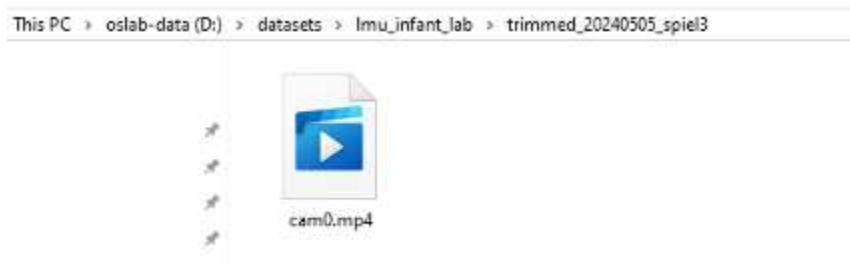 This PC > oslab-data (D:) > datasets > lmu_infant_lab > trimmed_20240505_spiel3
cam0.mp4